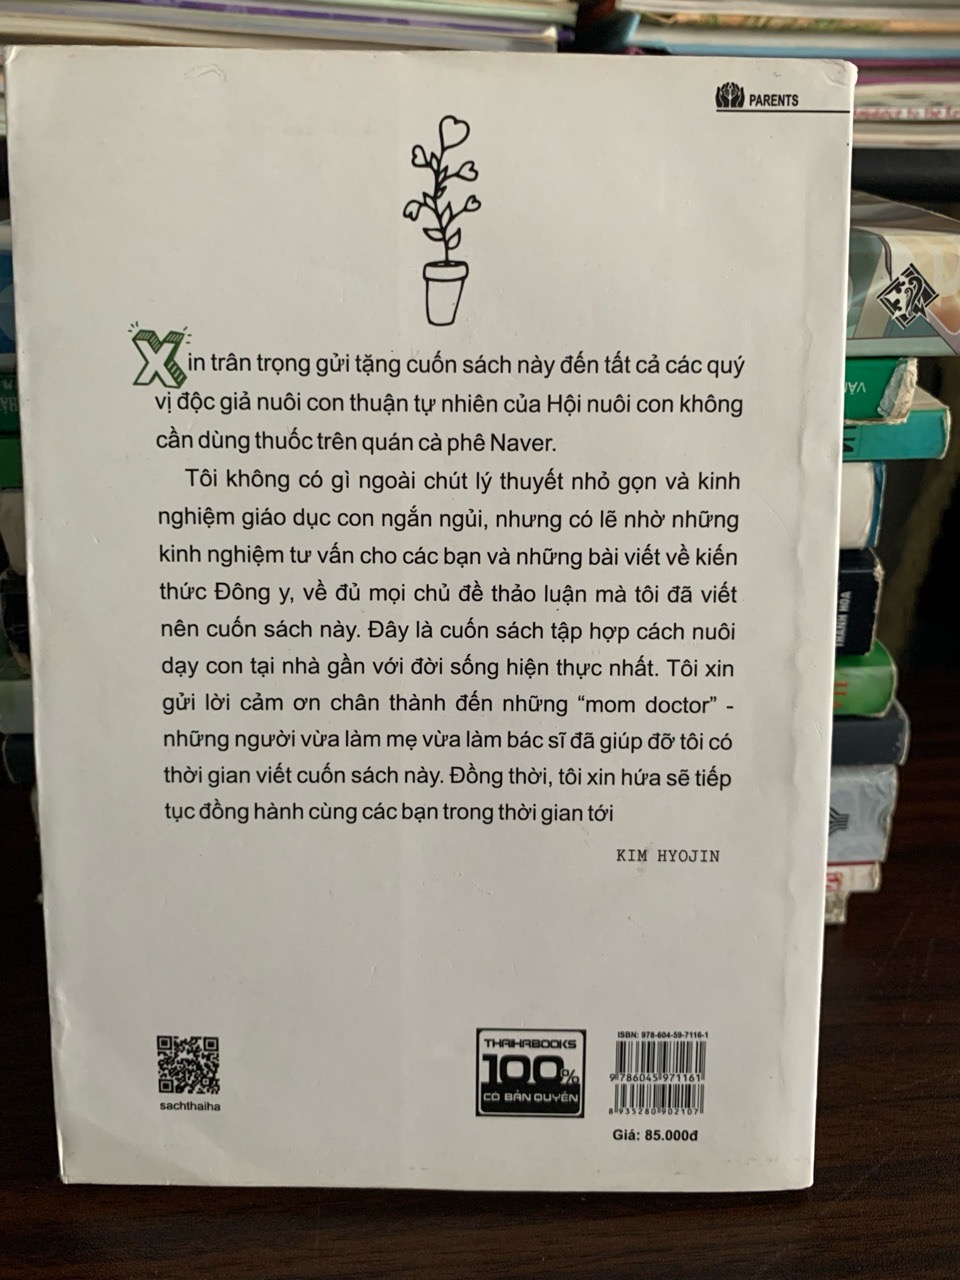 PARENTS
Xin trân trọng gửi tặng cuốn sách này đến tất cả các quý
vị độc giả nuôi con thuận tự nhiên của Hội nuôi con không
cần dùng thuốc trên quán cà phê Naver.
Tôi không có gì ngoài chút lý thuyết nhỏ gọn và kinh
nghiệm giáo dục con ngắn ngủi, nhưng có lẽ nhờ những
kinh nghiệm tư vấn cho các bạn và những bài viết về kiến
thức Đông y, về đủ mọi chủ đề thảo luận mà tôi đã viết
nên cuốn sách này. Đây là cuốn sách tập hợp cách nuôi
dạy con tại nhà gần với đời sống hiện thực nhất. Tôi xin
gửi lời cảm ơn chân thành đến những “mom doctor” -
những người vừa làm mẹ vừa làm bác sĩ đã giúp đỡ tôi có
thời gian viết cuốn sách này. Đồng thời, tôi xin hứa sẽ tiếp
tục đồng hành cùng các bạn trong thời gian tới
KIM HYOJIN
sachthaiha
THAIHABOOKS
100%
CÓ BẢN QUYỀN
ISBN: 978-604-59-7116-1
9 786045 971161
8 935280 902107
Giá: 85.000đ
THANH HOA